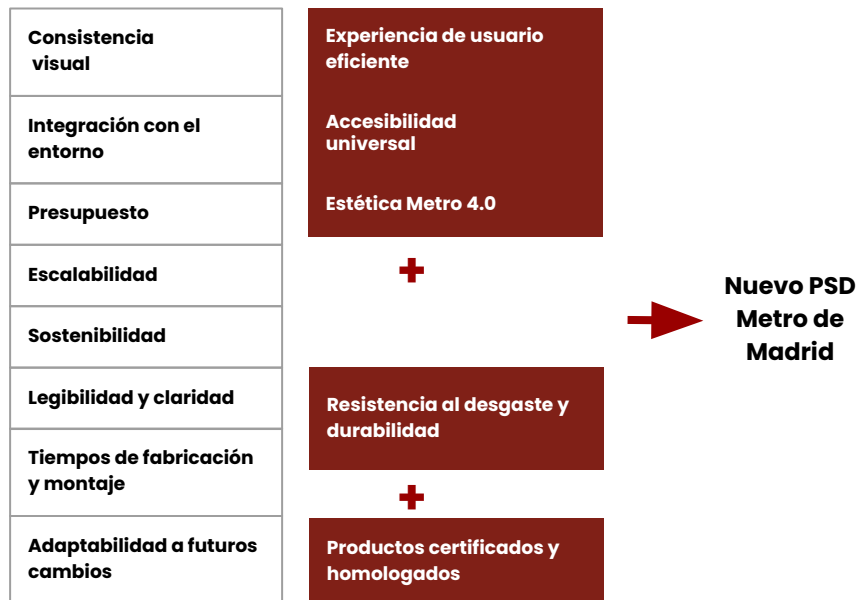 Consistencia
visual
Integración con el
entorno
Presupuesto
Escalabilidad
Sostenibilidad
Legibilidad y claridad
Tiempos de fabricación
y montaje
Adaptabilidad a futuros
cambios
Experiencia de usuario
eficiente
Accesibilidad
universal
Estética Metro 4.0
+
Resistencia al desgaste y
durabilidad
+
Productos certificados y
homologados
Nuevo PSD
Metro de
Madrid